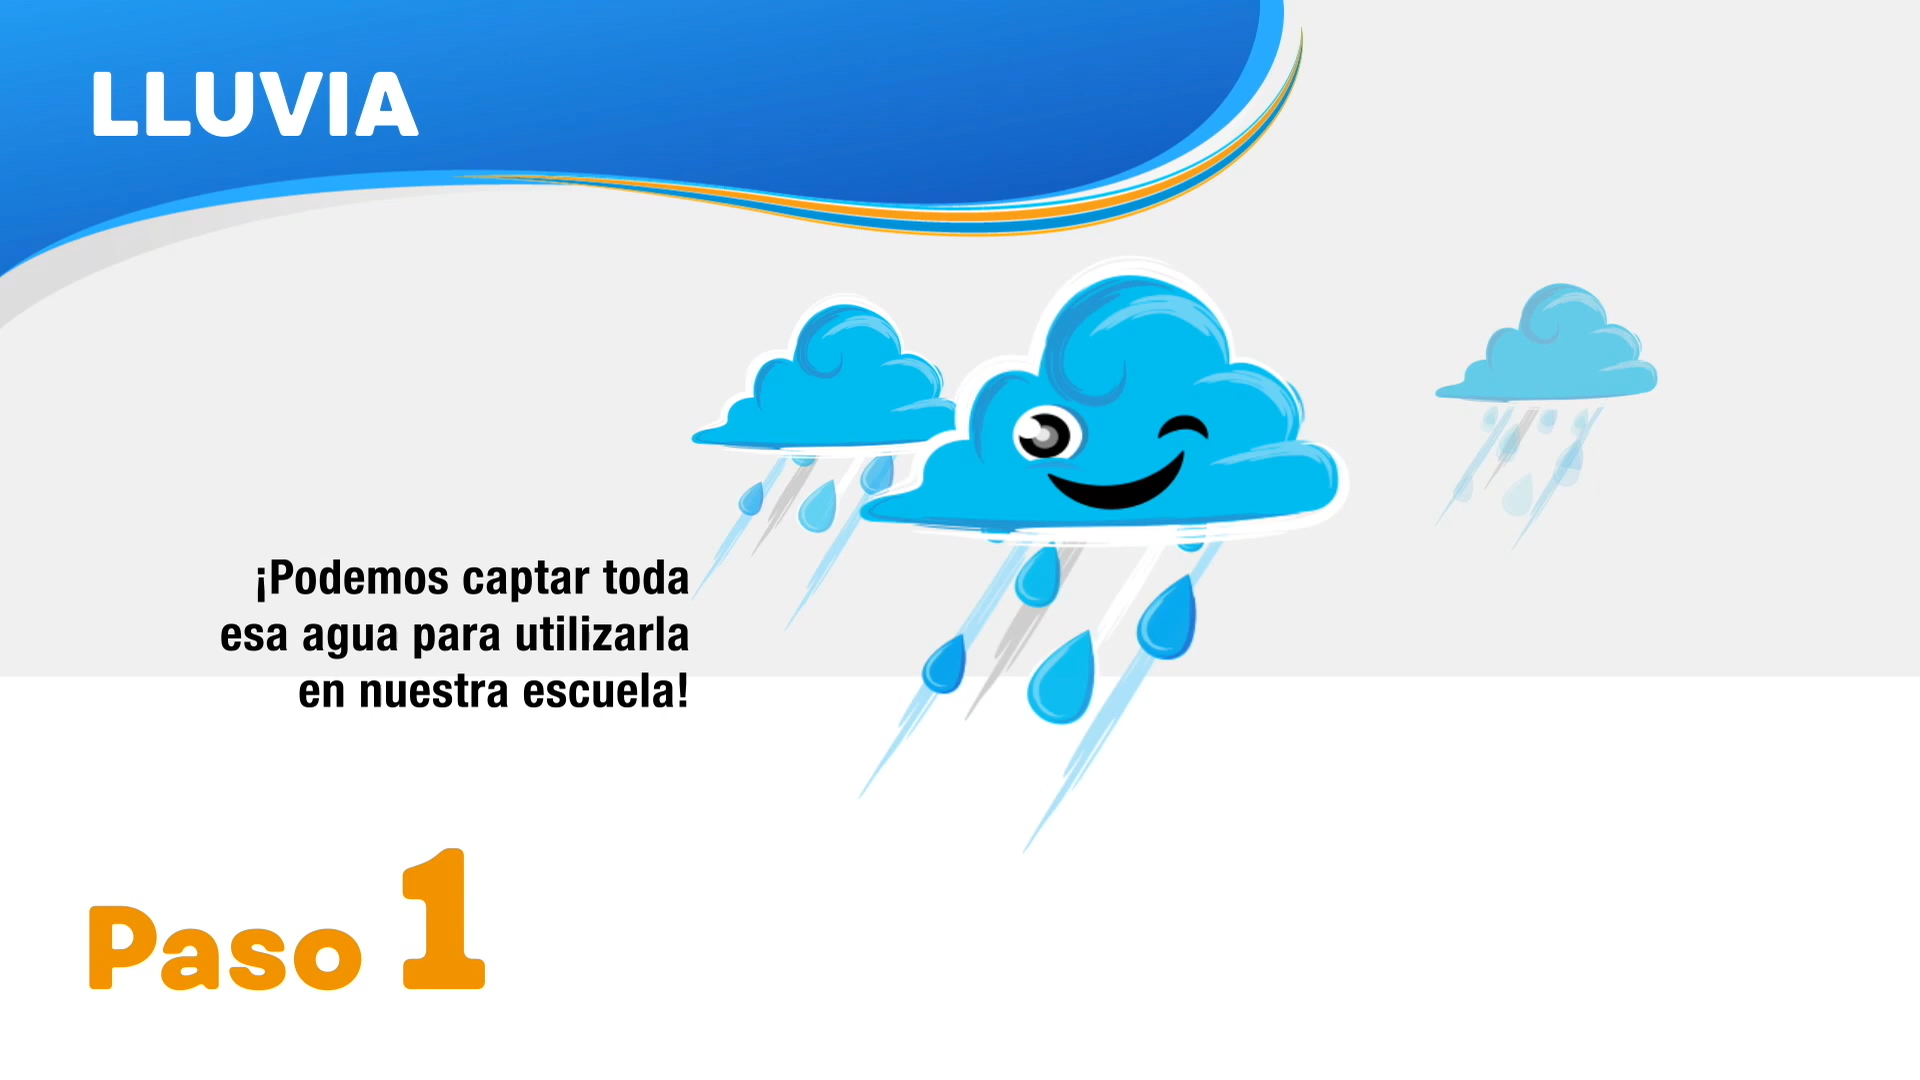 LLUVIA
¡Podemos captar toda
esa agua para utilizarla
en nuestra escuela!
Paso 1